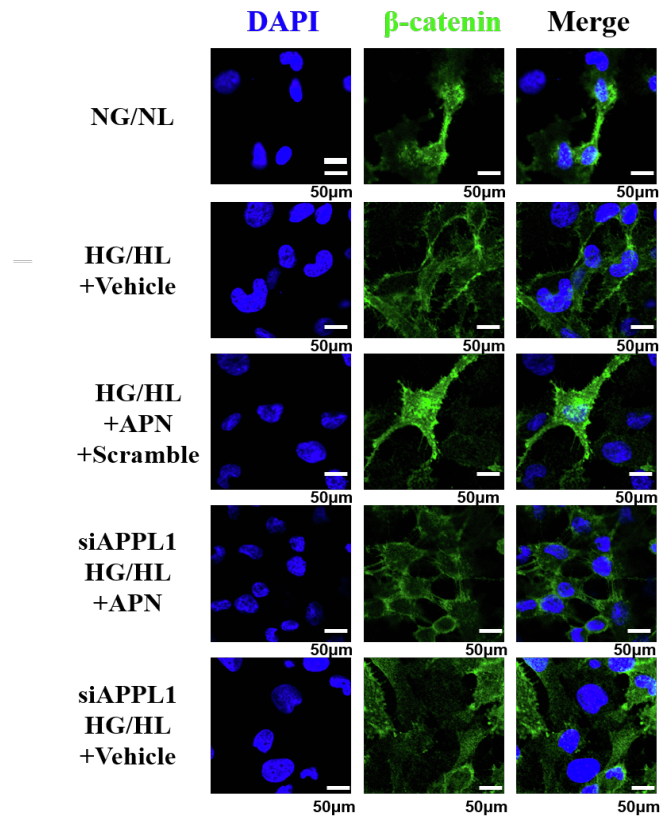 DAPI β-catenin Merge
NG/NL
50μm 50μm 50μm
HG/HL
+Vehicle
50μm 50μm 50μm
HG/HL
+APN
+Scramble
50μm 50μm 50μm
siAPPL1
HG/HL
+APN
50μm 50μm 50μm
siAPPL1
HG/HL
+Vehicle
50μm 50μm 50μm